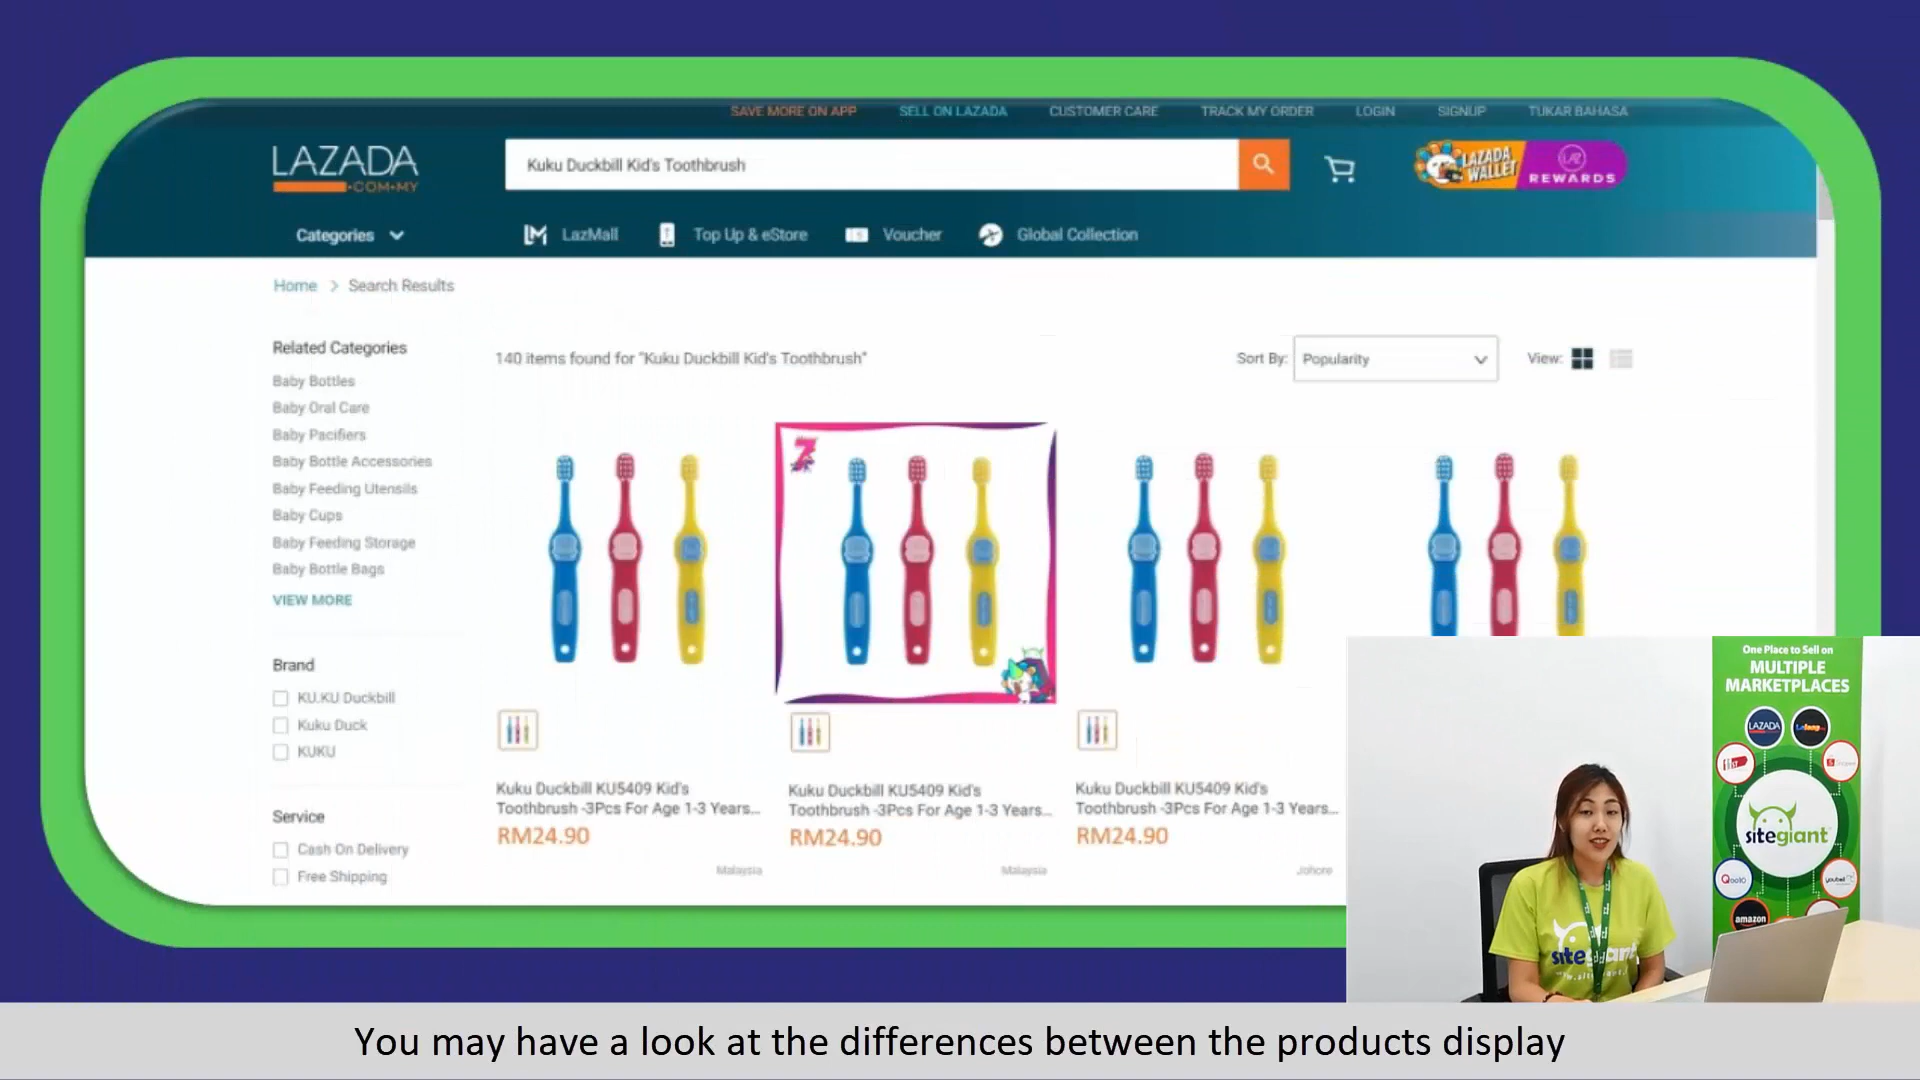 SAVE MORE ON APP SELL ON LAZADA CUSTOMER CARE TRACK MY ORDER LOGIN SIGNUP TUKAR BAHASA
LAZADA
.COM.MY
Kuku Duckbill Kid's Toothbrush
LAZADA
WALLET
LAZ
REWARDS
Categories
LazMall Top Up & eStore Voucher Global Collection
Home > Search Results
Related Categories
Baby Bottles
Baby Oral Care
Baby Pacifiers
Baby Bottle Accessories
Baby Feeding Utensils
Baby Cups
Baby Feeding Storage
Baby Bottle Bags
VIEW MORE
Brand
KU.KU Duckbill
Kuku Duck
KUKU
Service
Cash On Delivery
Free Shipping
140 items found for "Kuku Duckbill Kid's Toothbrush"
Sort By: Popularity
View:
7
Kuku Duckbill KU5409 Kid's
Toothbrush -3Pcs For Age 1-3 Years...
RM24.90
Malaysia
Kuku Duckbill KU5409 Kid's
Toothbrush -3Pcs For Age 1-3 Years...
RM24.90
Malaysia
Kuku Duckbill KU5409 Kid's
Toothbrush -3Pcs For Age 1-3 Years...
RM24.90
Johore
One Place to Sell on
MULTIPLE
MARKETPLACES
LAZADA
Lelong
Shopee
sitegiant
Qoo10
youbeli
amazon
You may have a look at the differences between the products display